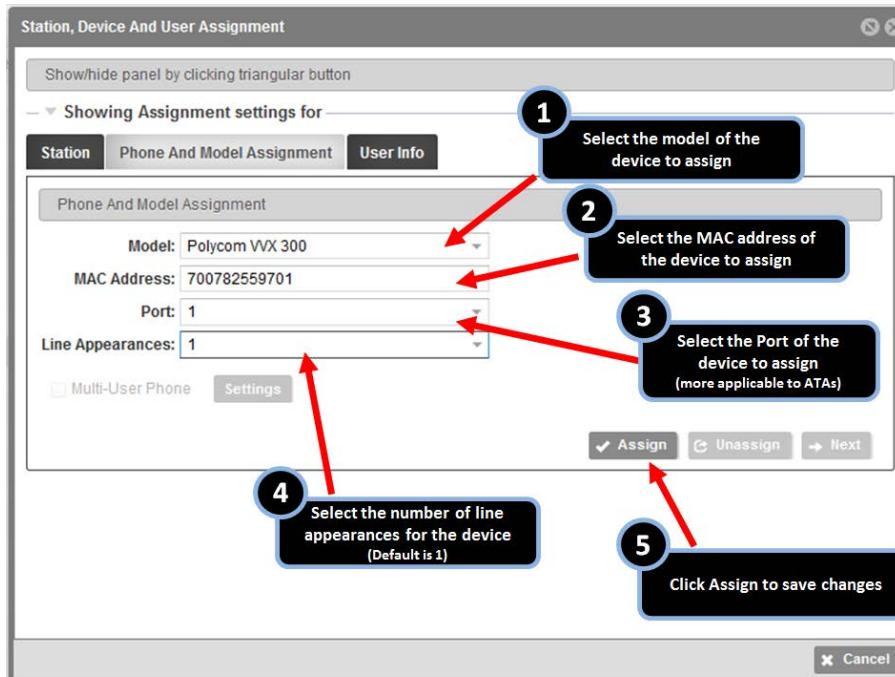 Station, Device And User Assignment
Show/hide panel by clicking triangular button
Showing Assignment settings for
Station
Phone And Model Assignment
User Info
Phone And Model Assignment
Model: Polycom VVX 300
MAC Address: 700782559701
Port: 1
Line Appearances: 1
Multi-User Phone
Settings
Assign
Unassign
Next
1
Select the model of the
device to assign
2
Select the MAC address of
the device to assign
3
Select the Port of the
device to assign
(more applicable to ATAs)
4
Select the number of line
appearances for the device
(Default is 1)
5
Click Assign to save changes
Cancel